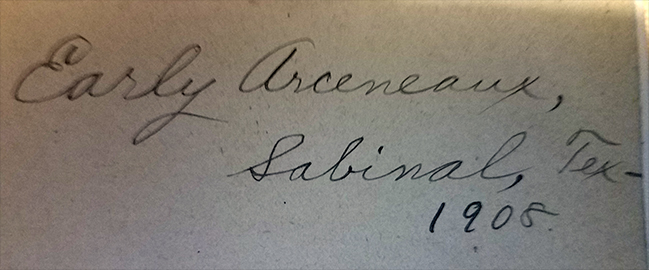 Early Arceneaux,
Sabinal, Tex-
1908.